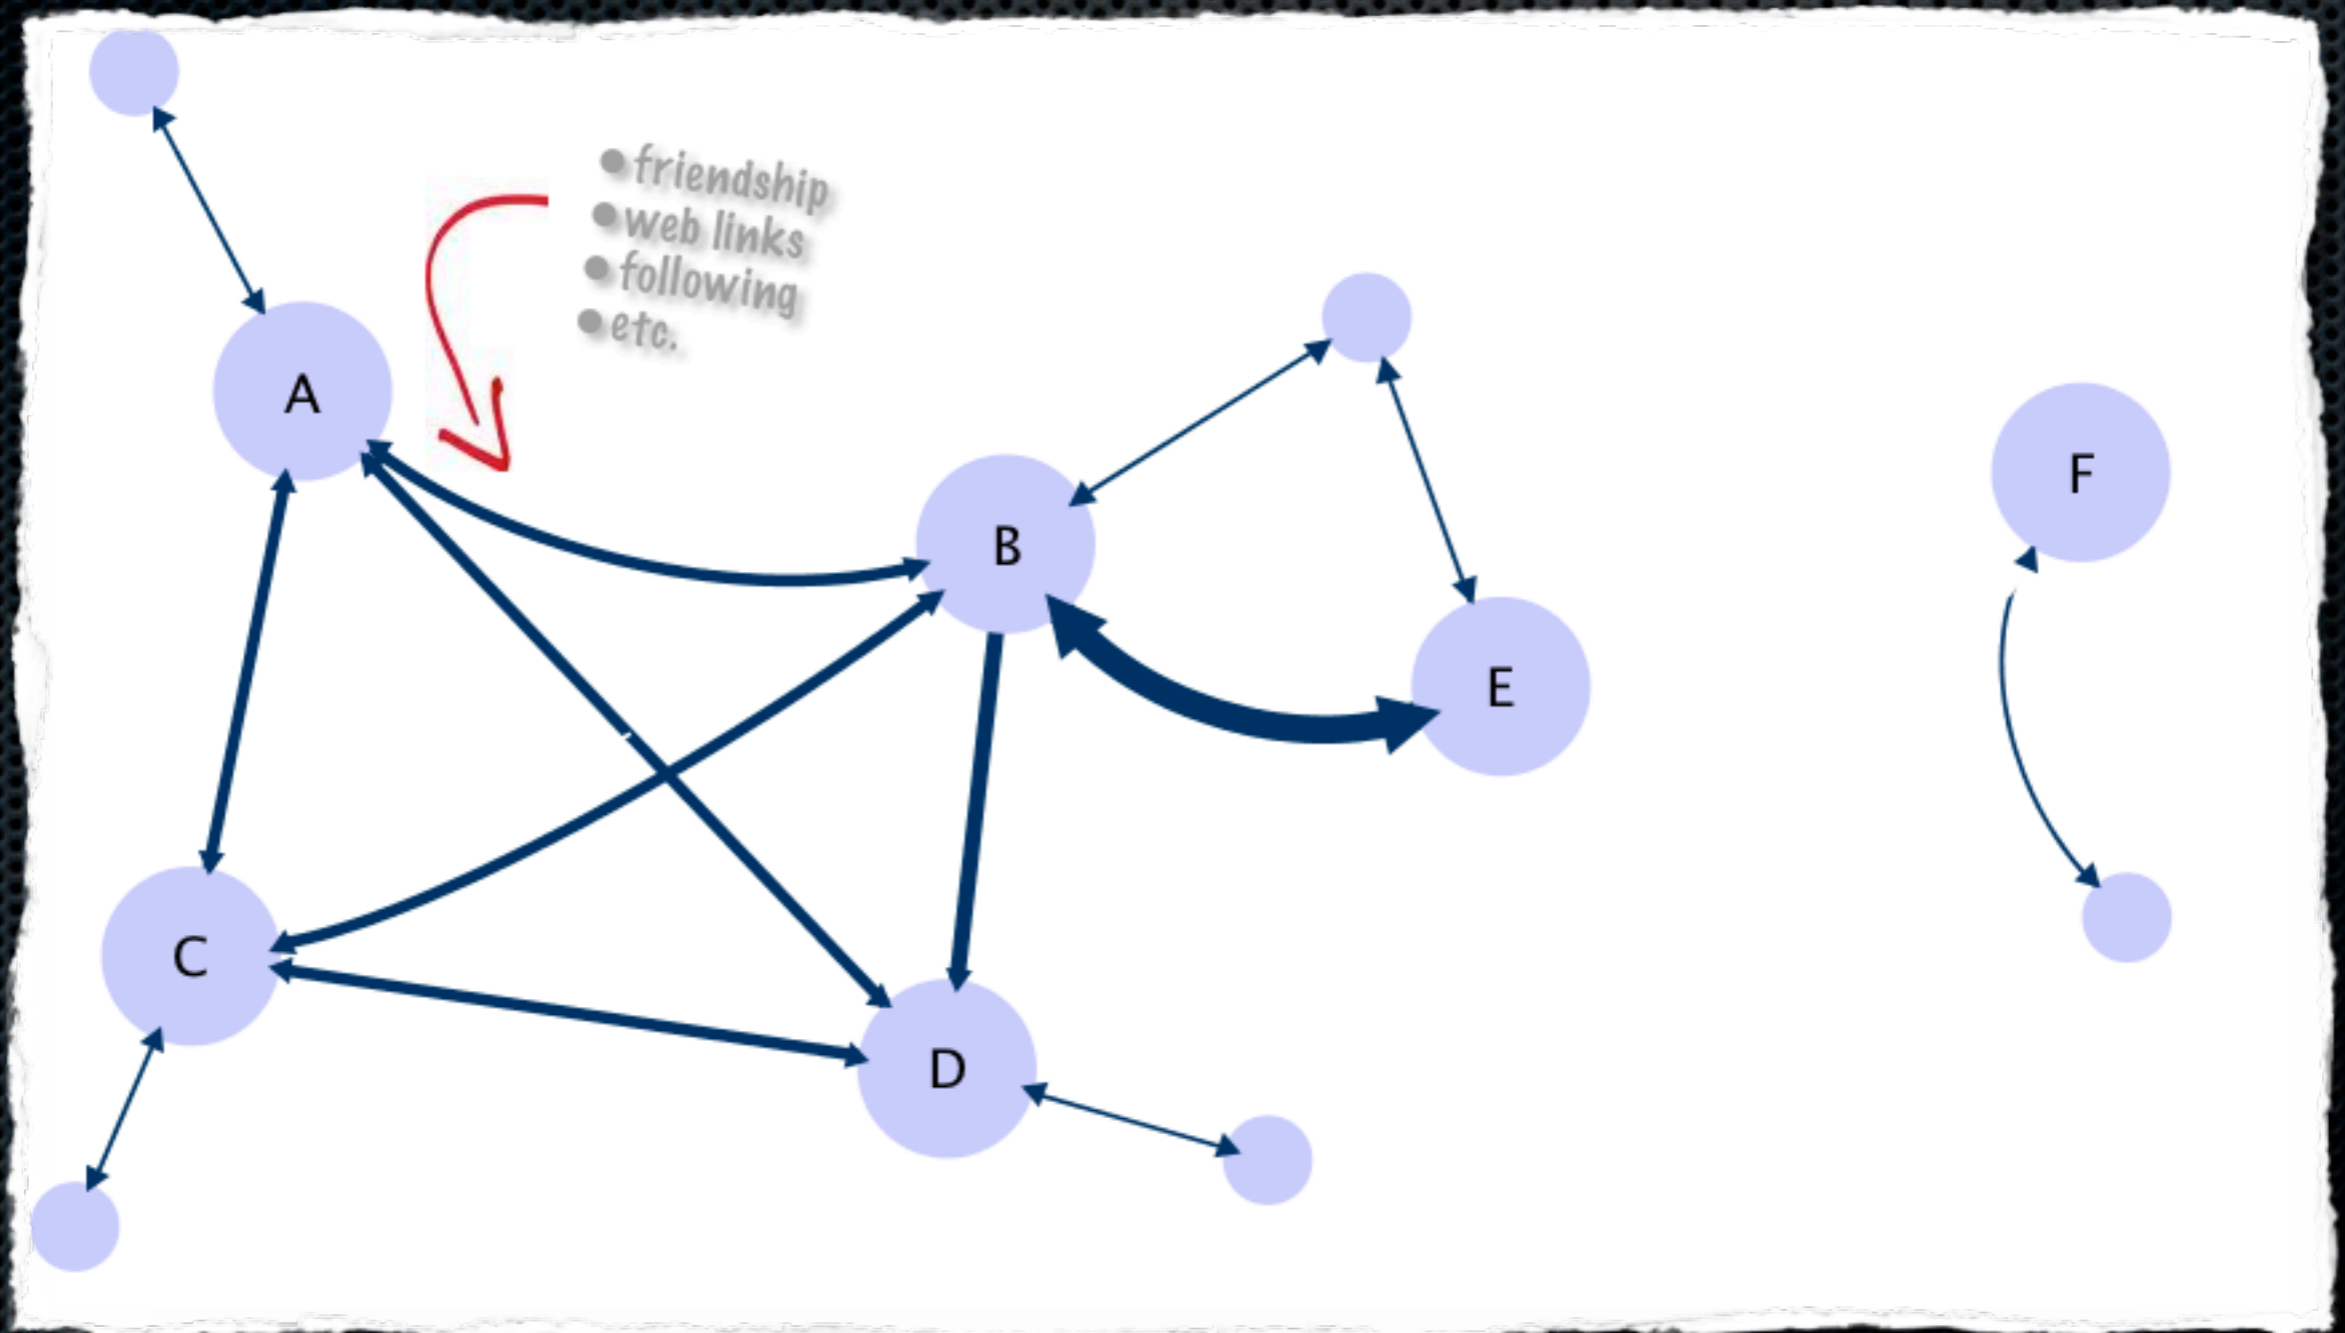 ● friendship
● web links
● following
● etc.
A
B
F
E
C
D